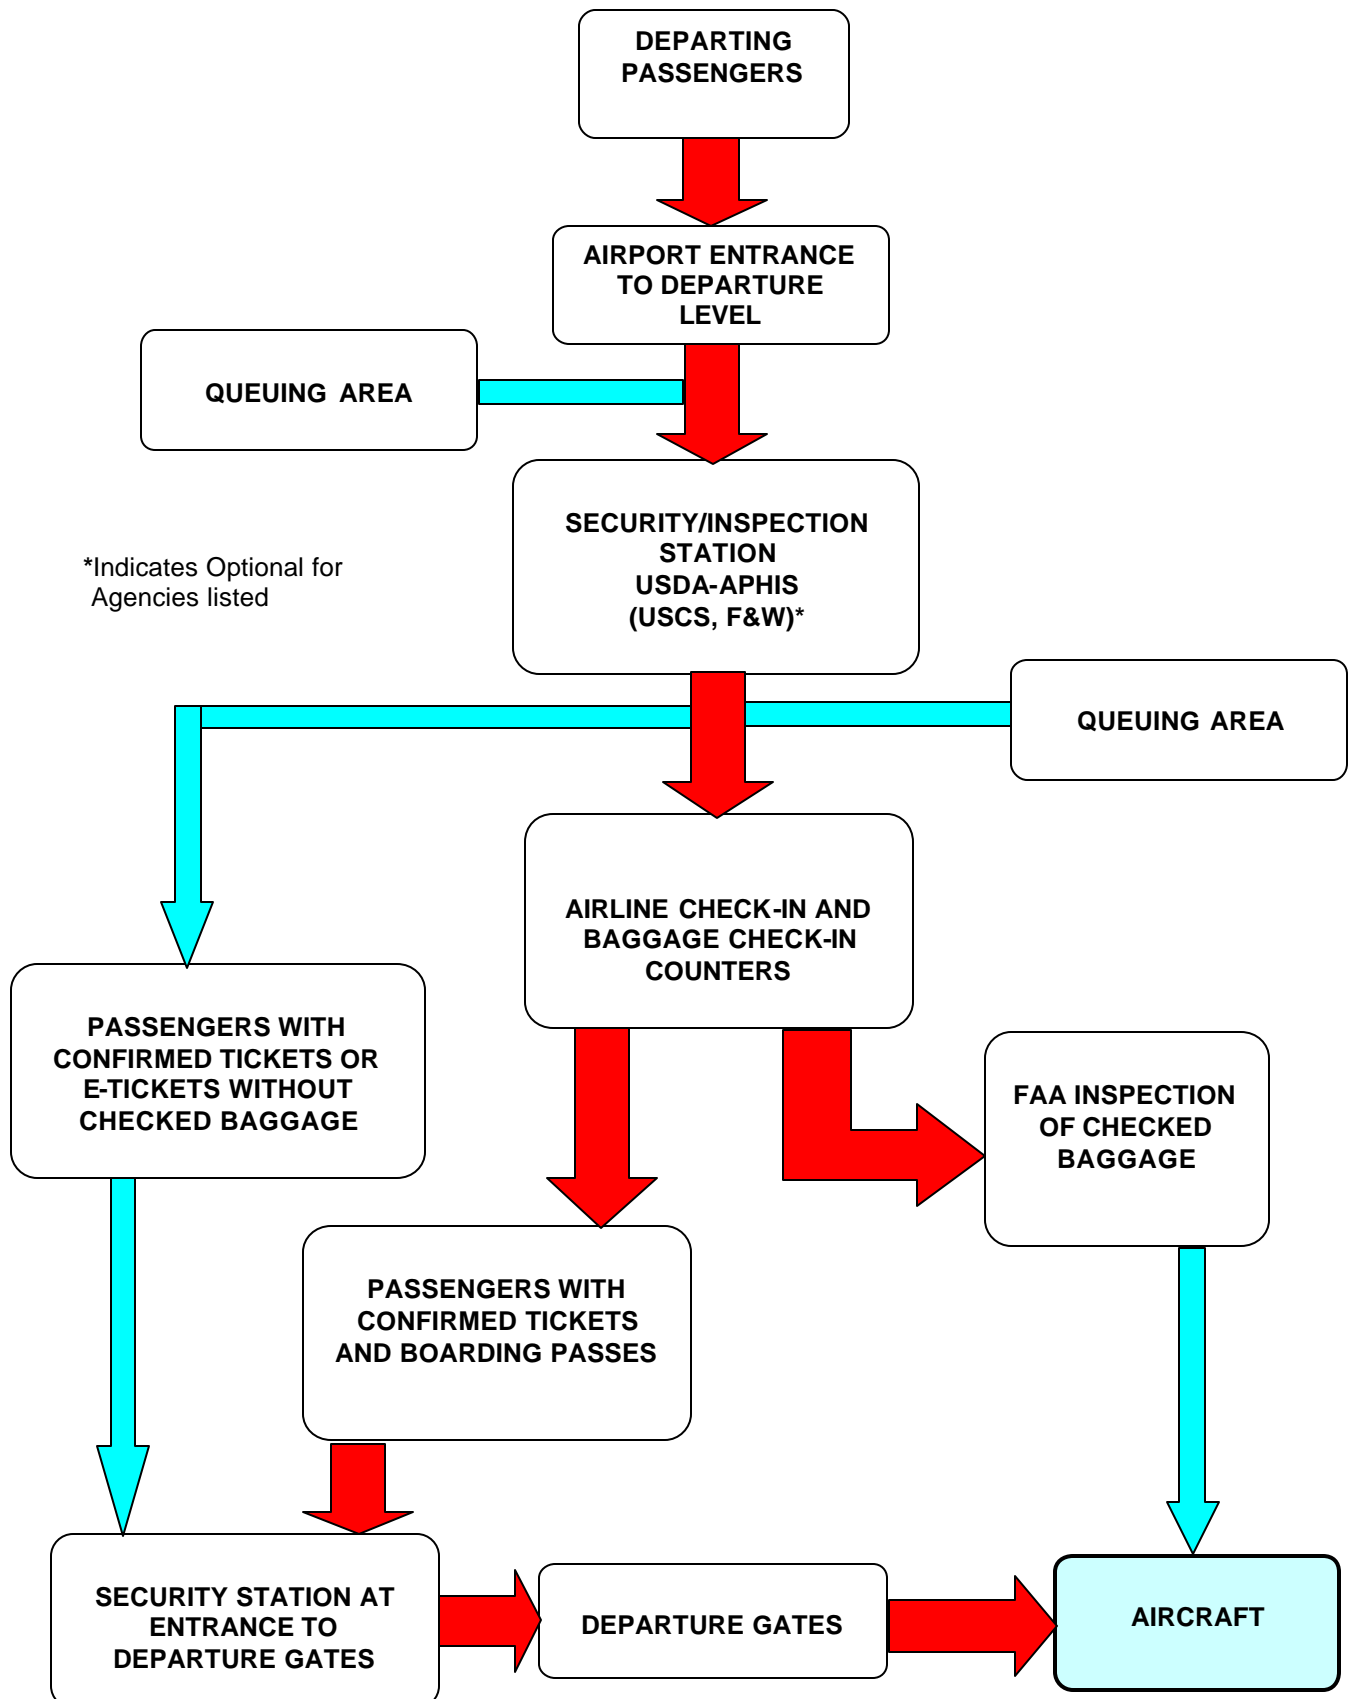 DEPARTING
PASSENGERS
AIRPORT ENTRANCE
TO DEPARTURE
LEVEL
QUEUING AREA
SECURITY/INSPECTION
STATION
USDA-APHIS
(USCS, F&W)*
*Indicates Optional for
Agencies listed
QUEUING AREA
AIRLINE CHECK-IN AND
BAGGAGE CHECK-IN
COUNTERS
PASSENGERS WITH
CONFIRMED TICKETS OR
E-TICKETS WITHOUT
CHECKED BAGGAGE
FAA INSPECTION
OF CHECKED
BAGGAGE
PASSENGERS WITH
CONFIRMED TICKETS
AND BOARDING PASSES
SECURITY STATION AT
ENTRANCE TO
DEPARTURE GATES
DEPARTURE GATES
AIRCRAFT